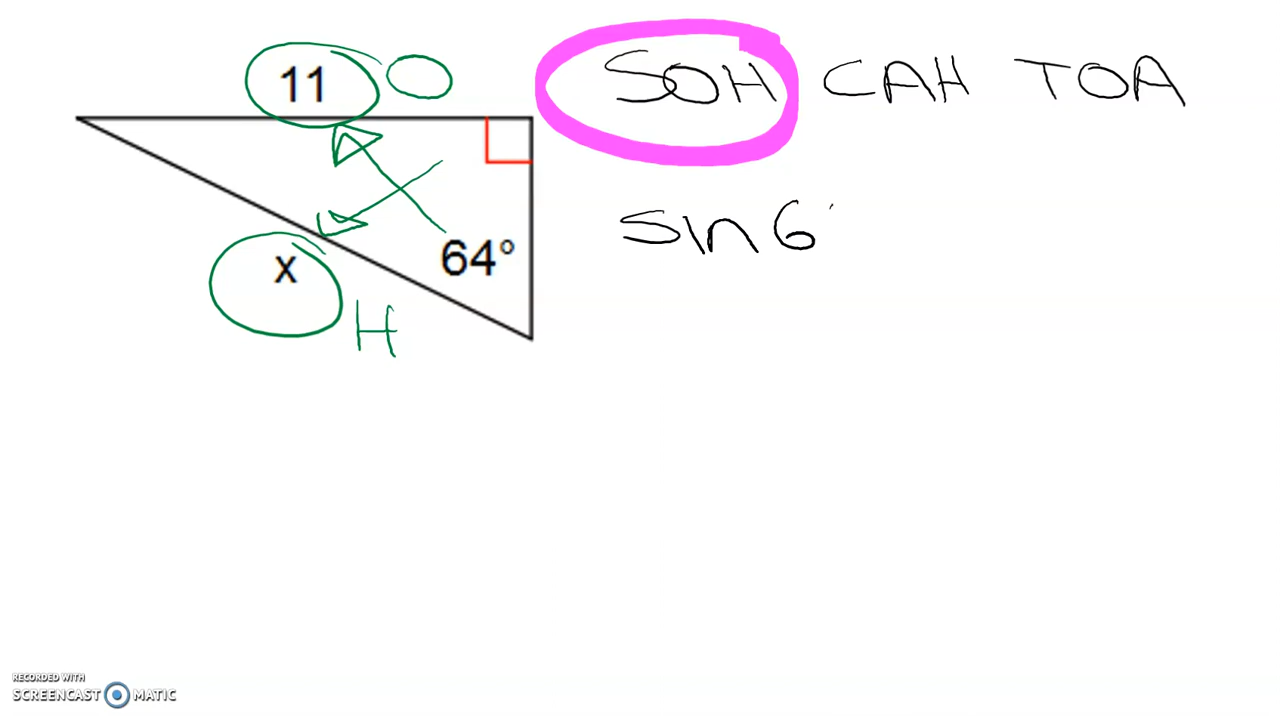 11 O SOH CAH TOA
sin 6
64°
x
H
RECORDED WITH
SCREENCAST MATIC